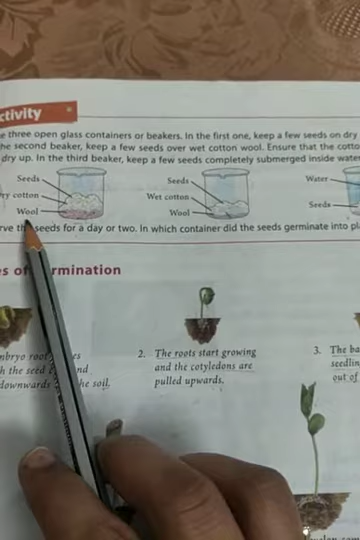 ctivity
e three open glass containers or beakers. In the first one, keep a few seeds on dry
he second beaker, keep a few seeds over wet cotton wool. Ensure that the cotto
dry up. In the third beaker, keep a few seeds completely submerged inside water
Seeds
ry cotton
Wool
Seeds
Wet cotton
Wool
Water
Seeds
rve th seeds for a day or two. In which container did the seeds germinate into pl
es of rmination
mbryo root es
h the seed nd
downwards he soil.
2. The roots start growing
and the cotyledons are
pulled upwards.
3. The ba
seedlin
out of